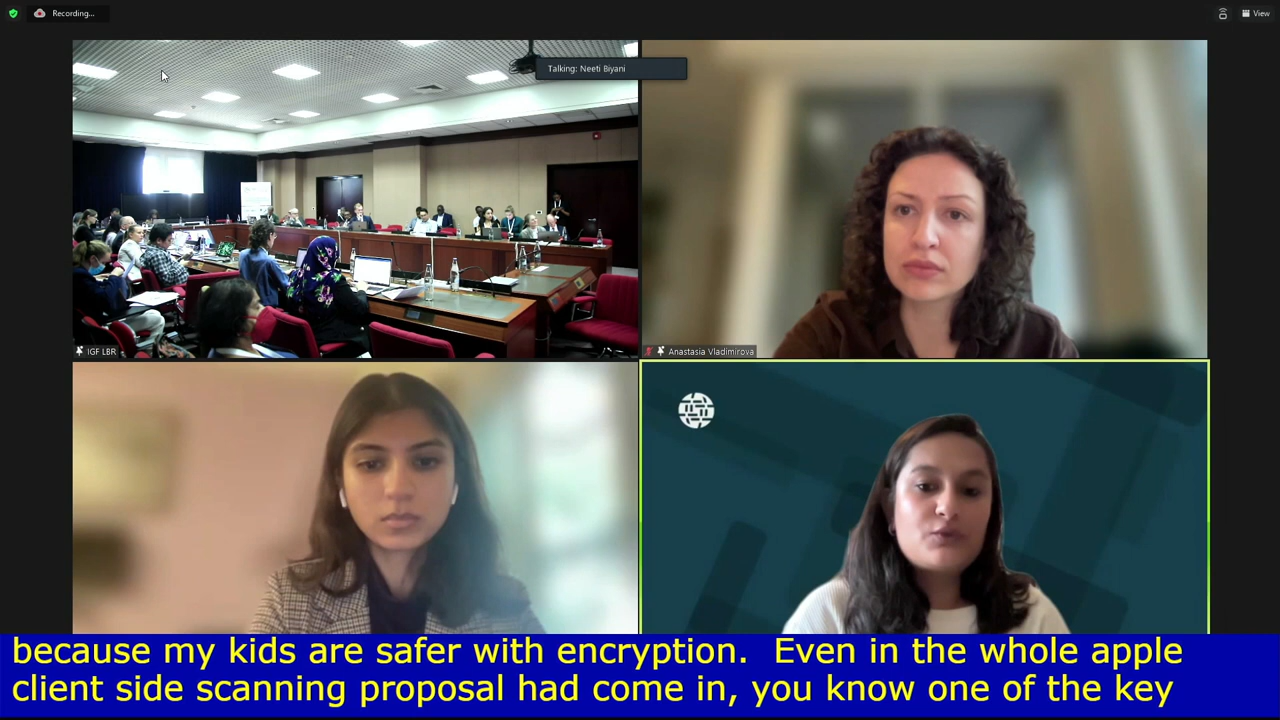 Recording...
View
Talking: Neeti Biyani
IGF LBR
Anastasia Vladimirova
because my kids are safer with encryption. Even in the whole apple
client side scanning proposal had come in, you know one of the key